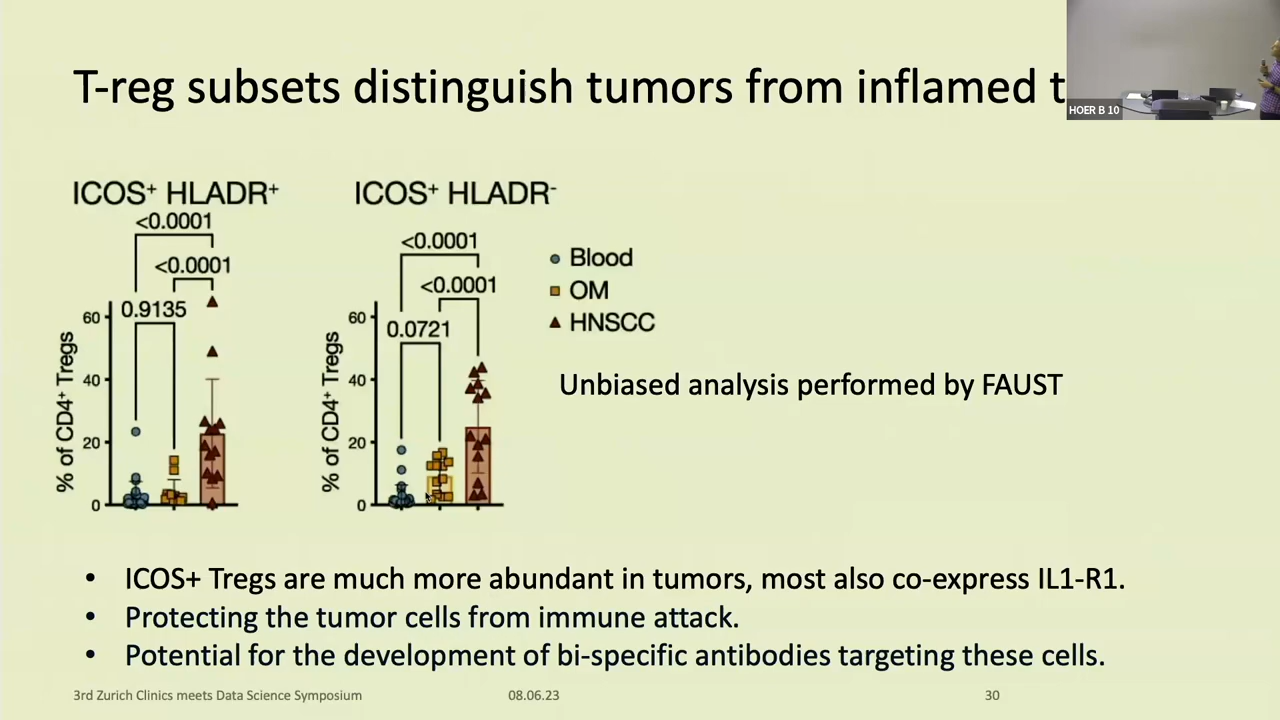 T-reg subsets distinguish tumors from inflamed t
HOER B 10
ICOS⁺ HLADR⁺
<0.0001
<0.0001
0.9135
60
40
20
0
% of CD4⁺ Tregs
ICOS⁺ HLADR⁻
<0.0001
<0.0001
0.0721
60
40
20
0
% of CD4⁺ Tregs
Blood
OM
HNSCC
Unbiased analysis performed by FAUST
• ICOS+ Tregs are much more abundant in tumors, most also co-express IL1-R1.
• Protecting the tumor cells from immune attack.
• Potential for the development of bi-specific antibodies targeting these cells.
3rd Zurich Clinics meets Data Science Symposium 08.06.23 30